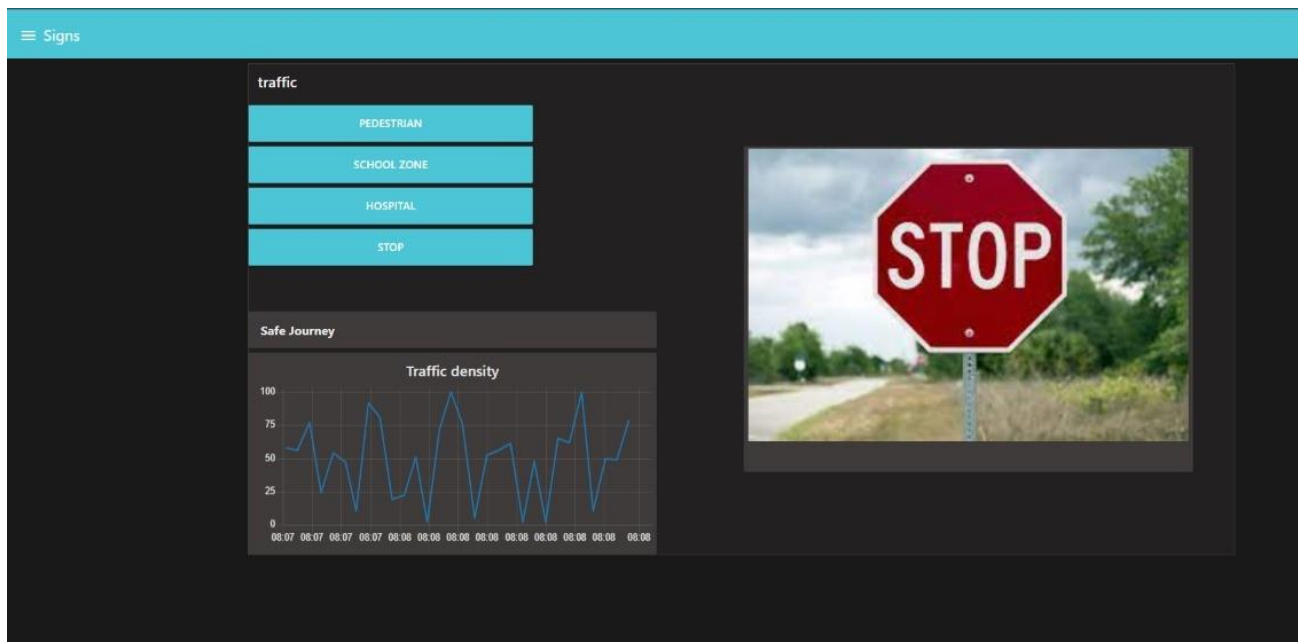 Signs
traffic
PEDESTRIAN
SCHOOL ZONE
HOSPITAL
STOP
STOP
Safe Journey
Traffic density
100
75
50
25
0
08:07 08:07 08:07 08:07 08:08 08:08 08:08 08:08 08:08 08:08 08:08 08:08 08:08